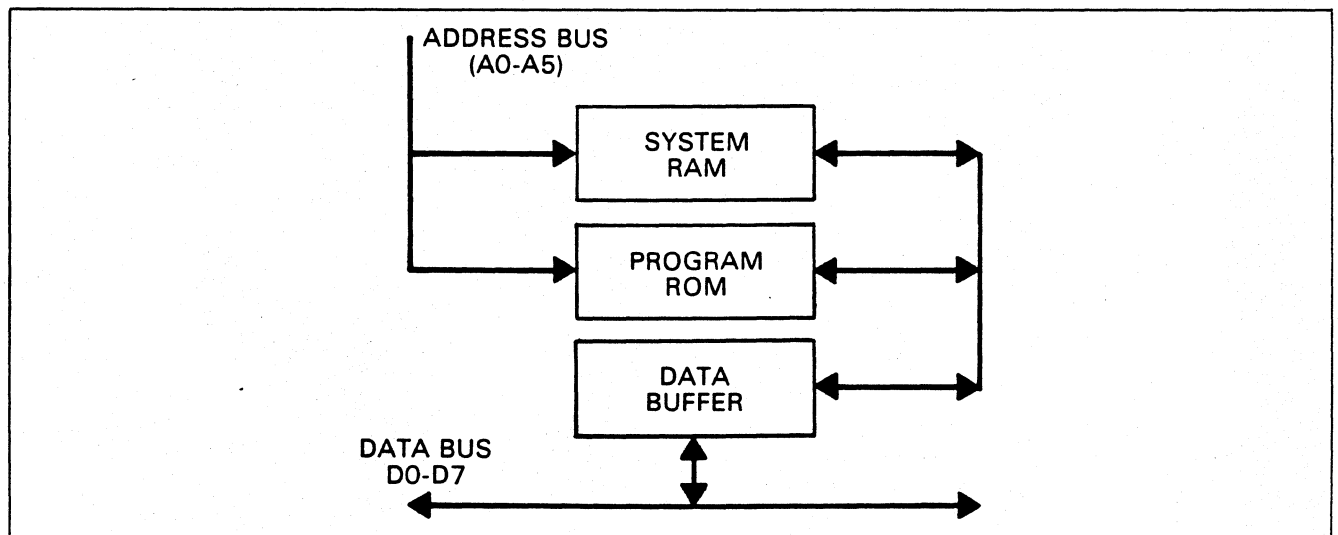 ADDRESS BUS
(A0-A5)
SYSTEM
RAM
PROGRAM
ROM
DATA
BUFFER
DATA BUS
D0-D7